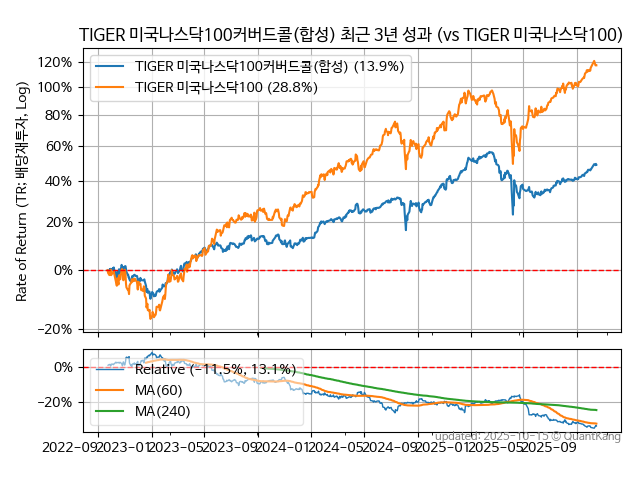 TIGER 미국나스닥100커버드콜(합성) 최근 3년 성과 (vs TIGER 미국나스닥100)
Rate of Return (TR: 배당재투자, Log)
120%
100%
80%
60%
40%
20%
0%
−20%
TIGER 미국나스닥100커버드콜(합성) (13.9%)
TIGER 미국나스닥100 (28.8%)
0%
−20%
Relative (−11.5%, 13.1%)
MA(60)
MA(240)
2022−09 2023−01 2023−05 2023−09 2024−01 2024−05 2024−09 2025−01 2025−05 2025−09
updated: 2025-10-15 © QuantKang